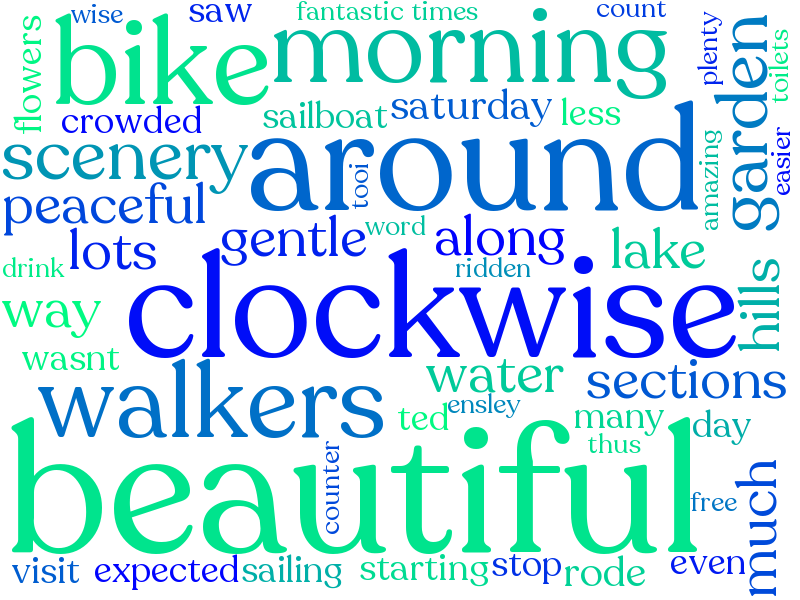 wise
saw
fantastic times
count
bike
morning
flowers
plenty
garden
toilets
crowded
sailboat
saturday
less
scenery
around
tooi
amazing
easier
peaceful
lots
gentle
word
along
lake
drink
ridden
hills
way
clockwise
wasnt
walkers
water
sections
ted
ensley
many
day
thus
beautiful
counter
free
much
visit
expected
sailing
starting
stop
rode
even